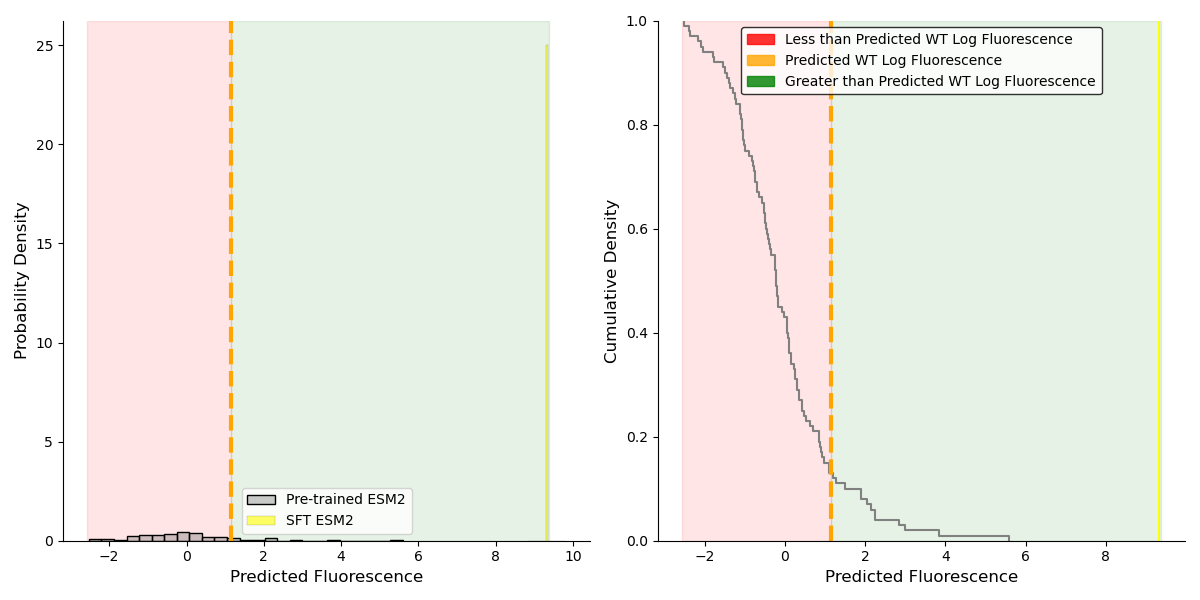 25
20
15
10
5
0
Probability Density
−2
0
2
4
6
8
10
Predicted Fluorescence
Pre-trained ESM2
SFT ESM2
1.0
0.8
0.6
0.4
0.2
0.0
Cumulative Density
−2
0
2
4
6
8
Predicted Fluorescence
Less than Predicted WT Log Fluorescence
Predicted WT Log Fluorescence
Greater than Predicted WT Log Fluorescence